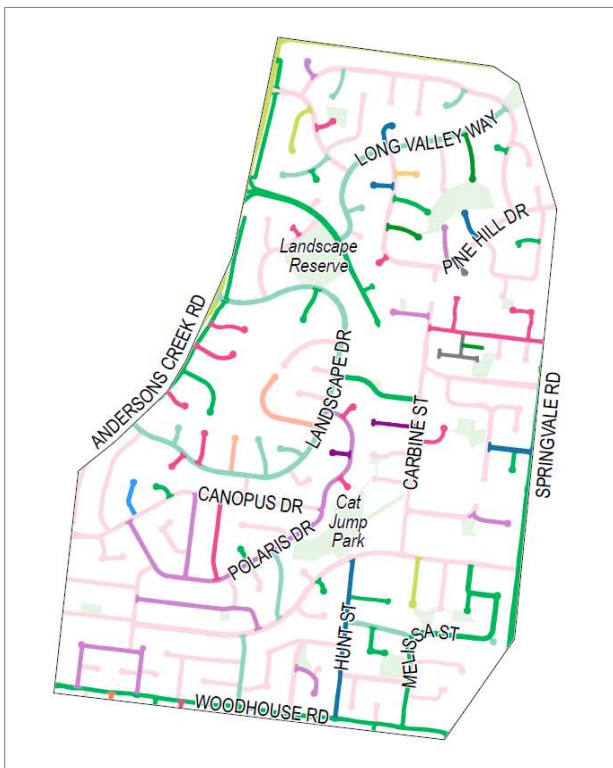 LONG VALLEY WAY
PINE HILL DR
Landscape
Reserve
ANDERSONS CREEK RD
LANDSCAPE DR
CARBINE ST
SPRINGVALE RD
CANOPUS DR
Cat
Jump
Park
POLARIS DR
HUNT ST
MELISSA ST
WOODHOUSE RD